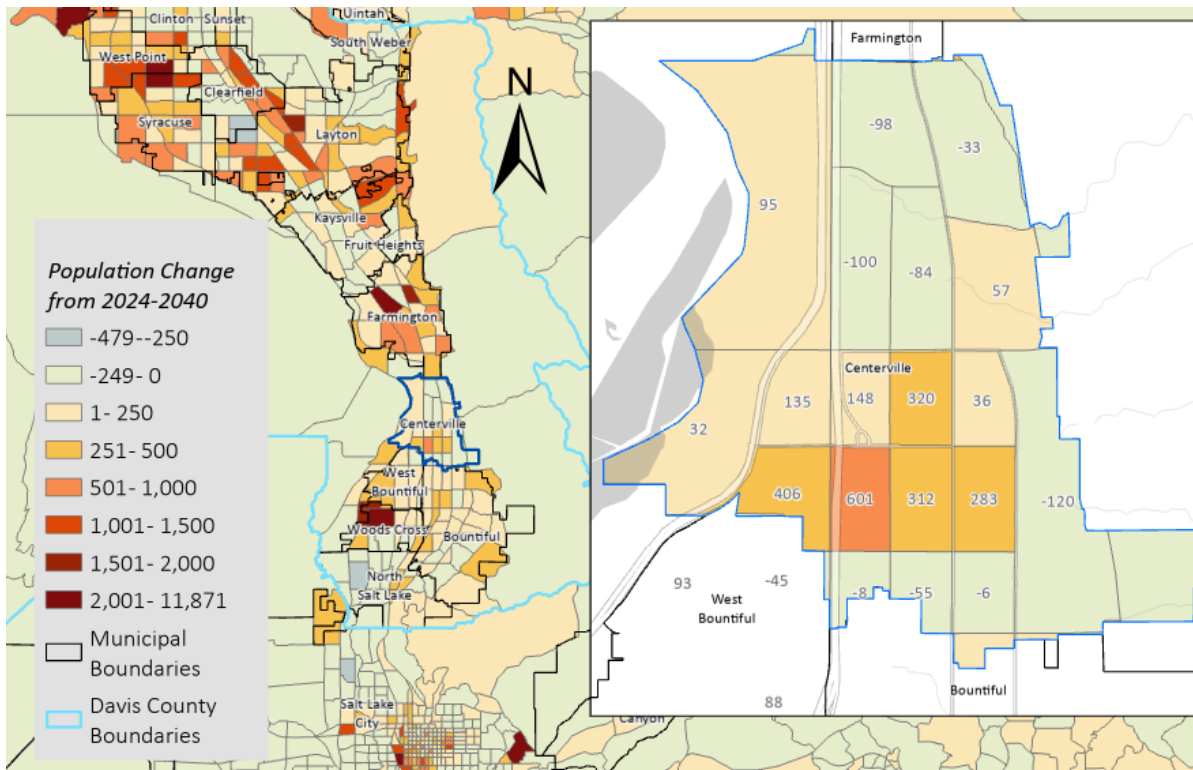 Clinton
Sunset
Uintah
South Weber
West Point
Clearfield
Syracuse
Layton
N
Kaysville
Fruit Heights
Farmington
Centerville
West
Bountiful
Woods Cross
Bountiful
North
Salt Lake
Salt Lake
City
Canyon
Population Change
from 2024-2040
-479--250
-249- 0
1- 250
251- 500
501- 1,000
1,001- 1,500
1,501- 2,000
2,001- 11,871
Municipal
Boundaries
Davis County
Boundaries
Farmington
-98
-33
95
-100
-84
57
Centerville
135
148
320
36
32
406
601
312
283
-120
93
-45
-8
-55
-6
West
Bountiful
88
Bountiful